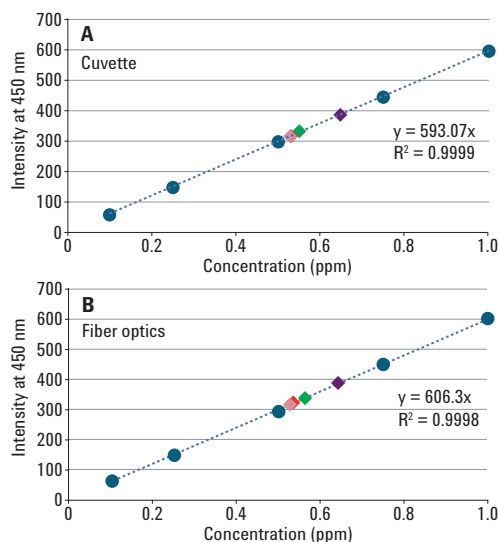 700
A
600
Cuvette
500
400
300
200
100
0
Intensity at 450 nm
y = 593.07x
R² = 0.9999
0 0.2 0.4 0.6 0.8 1.0
Concentration (ppm)
700
B
600
Fiber optics
500
400
300
200
100
0
Intensity at 450 nm
y = 606.3x
R² = 0.9998
0 0.2 0.4 0.6 0.8 1.0
Concentration (ppm)